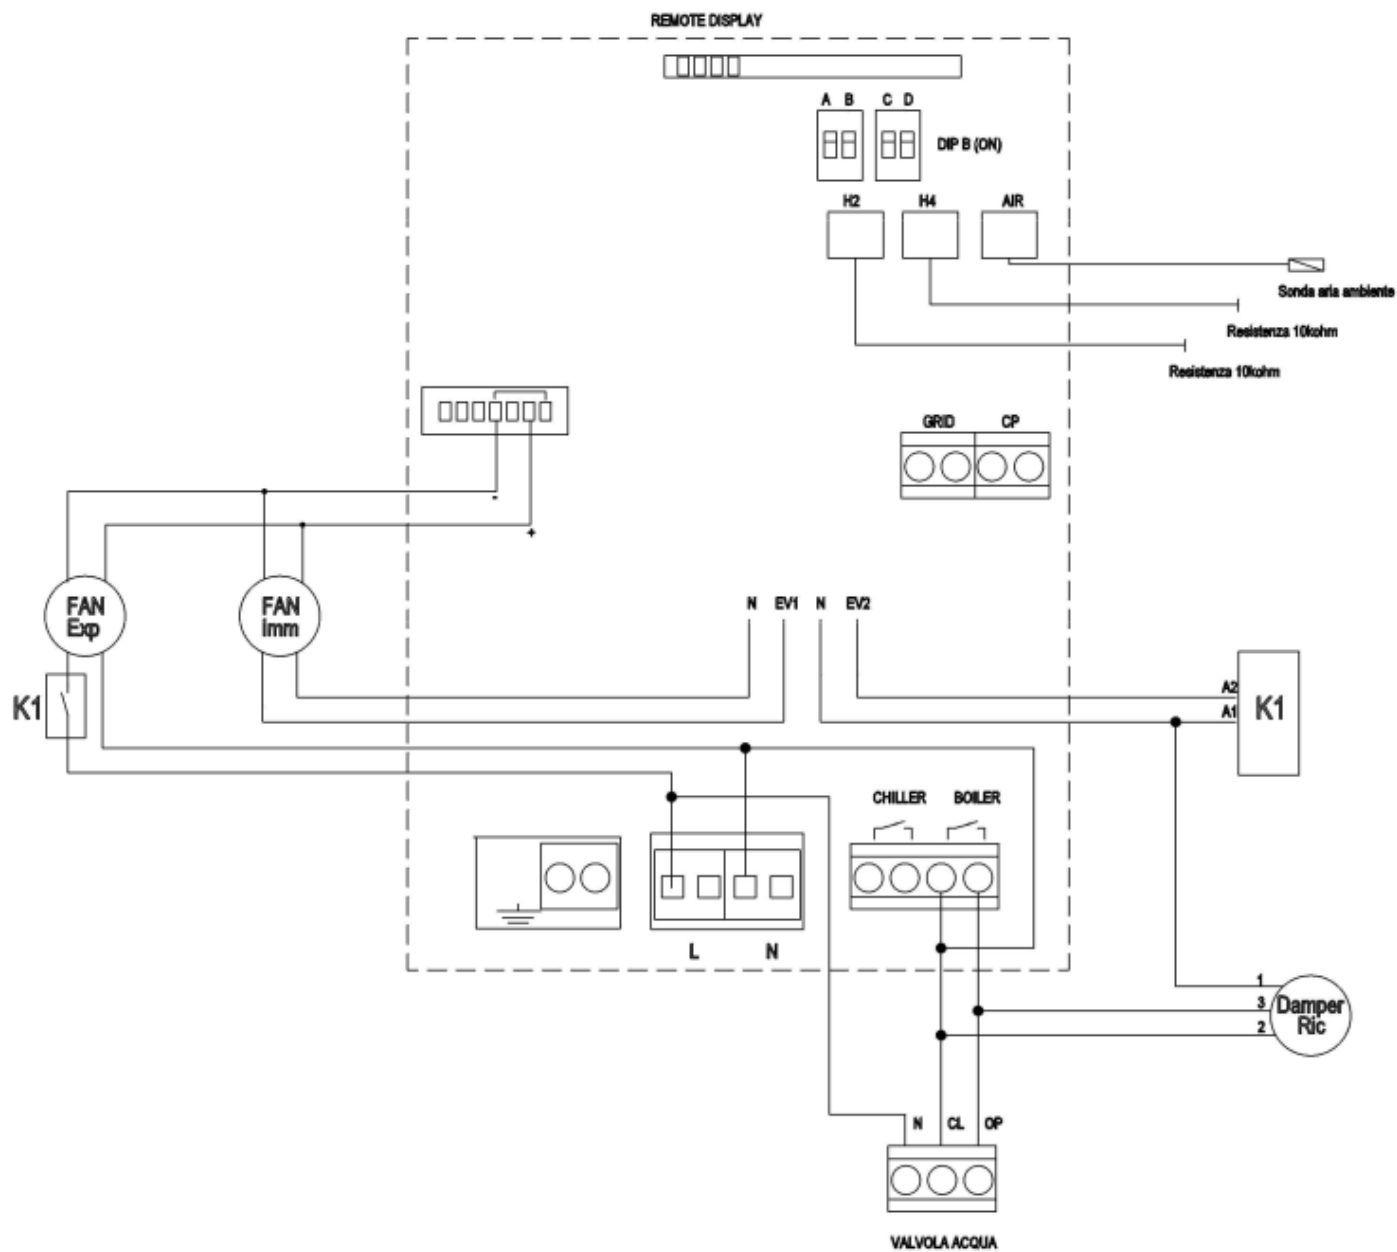 REMOTE DISPLAY
A B C D
DIP B (ON)
H2 H4 AIR
Sonda aria ambiente
Resistenza 10kohm
Resistenza 10kohm
GRID CP
-
+
FAN
Exp
FAN
Imm
N EV1 N EV2
K1
A2
A1
K1
CHILLER BOILER
L N
1
3
2
Damper
Ric
N CL OP
VALVOLA ACQUA